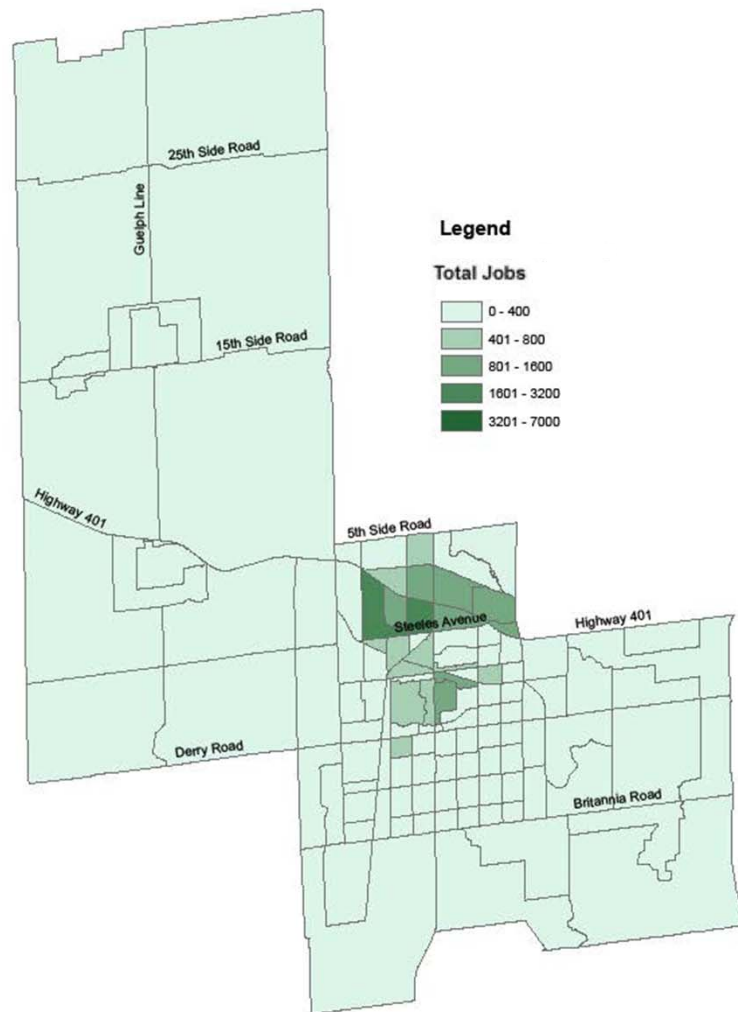 25th Side Road
Guelph Line
Legend
Total Jobs
0 - 400
401 - 800
801 - 1600
1601 - 3200
3201 - 7000
15th Side Road
Highway 401
5th Side Road
Steeles Avenue
Highway 401
Derry Road
Britannia Road